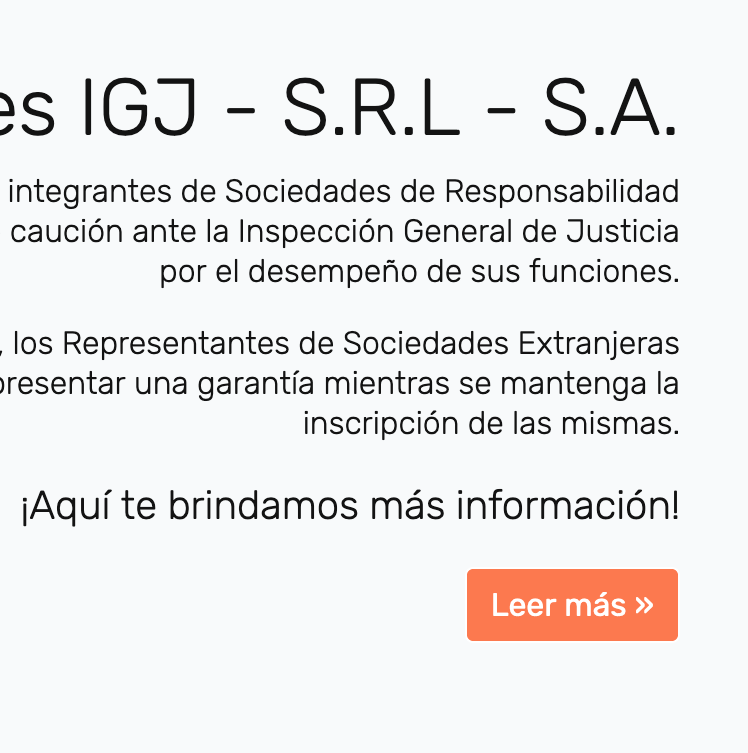 es IGJ - S.R.L - S.A.
integrantes de Sociedades de Responsabilidad
caución ante la Inspección General de Justicia
por el desempeño de sus funciones.
, los Representantes de Sociedades Extranjeras
presentar una garantía mientras se mantenga la
inscripción de las mismas.
¡Aquí te brindamos más información!
Leer más »